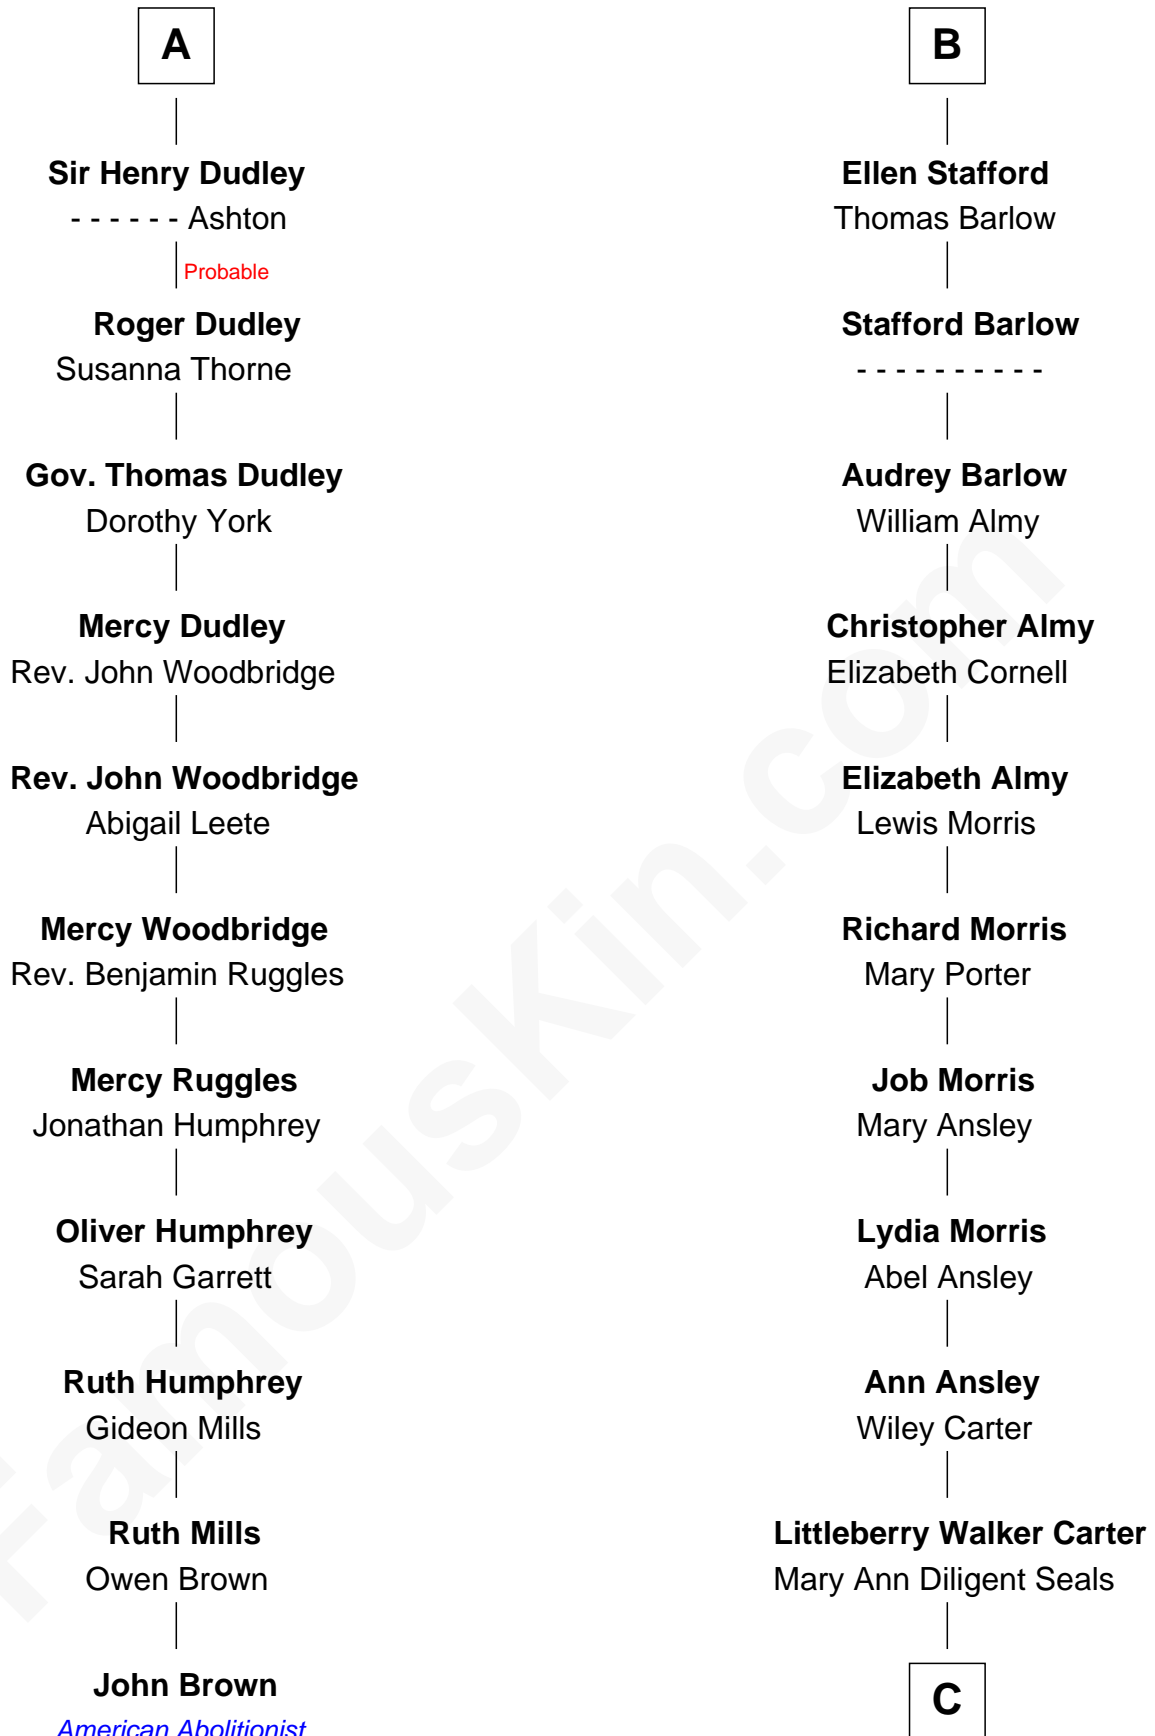 A
Sir Henry Dudley
- - - - - - Ashton
Probable
Roger Dudley
Susanna Thorne
Gov. Thomas Dudley
Dorothy York
Mercy Dudley
Rev. John Woodbridge
Rev. John Woodbridge
Abigail Leete
Mercy Woodbridge
Rev. Benjamin Ruggles
Mercy Ruggles
Jonathan Humphrey
Oliver Humphrey
Sarah Garrett
Ruth Humphrey
Gideon Mills
Ruth Mills
Owen Brown
John Brown
American Abolitionist
B
Ellen Stafford
Thomas Barlow
Stafford Barlow
- - - - - - - - - -
Audrey Barlow
William Almy
Christopher Almy
Elizabeth Cornell
Elizabeth Almy
Lewis Morris
Richard Morris
Mary Porter
Job Morris
Mary Ansley
Lydia Morris
Abel Ansley
Ann Ansley
Wiley Carter
Littleberry Walker Carter
Mary Ann Diligent Seals
C
FamousKin.com